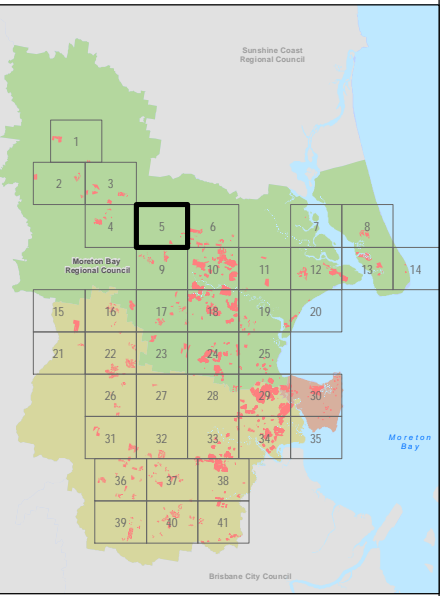 Sunshine Coast
Regional Council
1
2 3
4 5 6 7 8
Moreton Bay
Regional Council
9 10 11 12 13 14
15 16 17 18 19 20
21 22 23 24 25
26 27 28 29 30
31 32 33 34 35
Moreton
Bay
36 37 38
39 40 41
Brisbane City Council